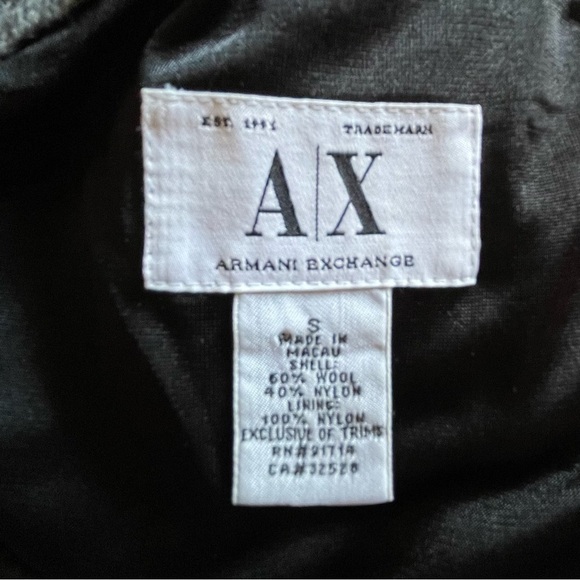 EST. 1991 TRADEMARK
A|X
ARMANI EXCHANGE
S
MADE IN
MACAU
SHELL:
60% WOOL
40% NYLON
LINING:
100% NYLON
EXCLUSIVE OF TRIMS
RN#91714
CA#32528